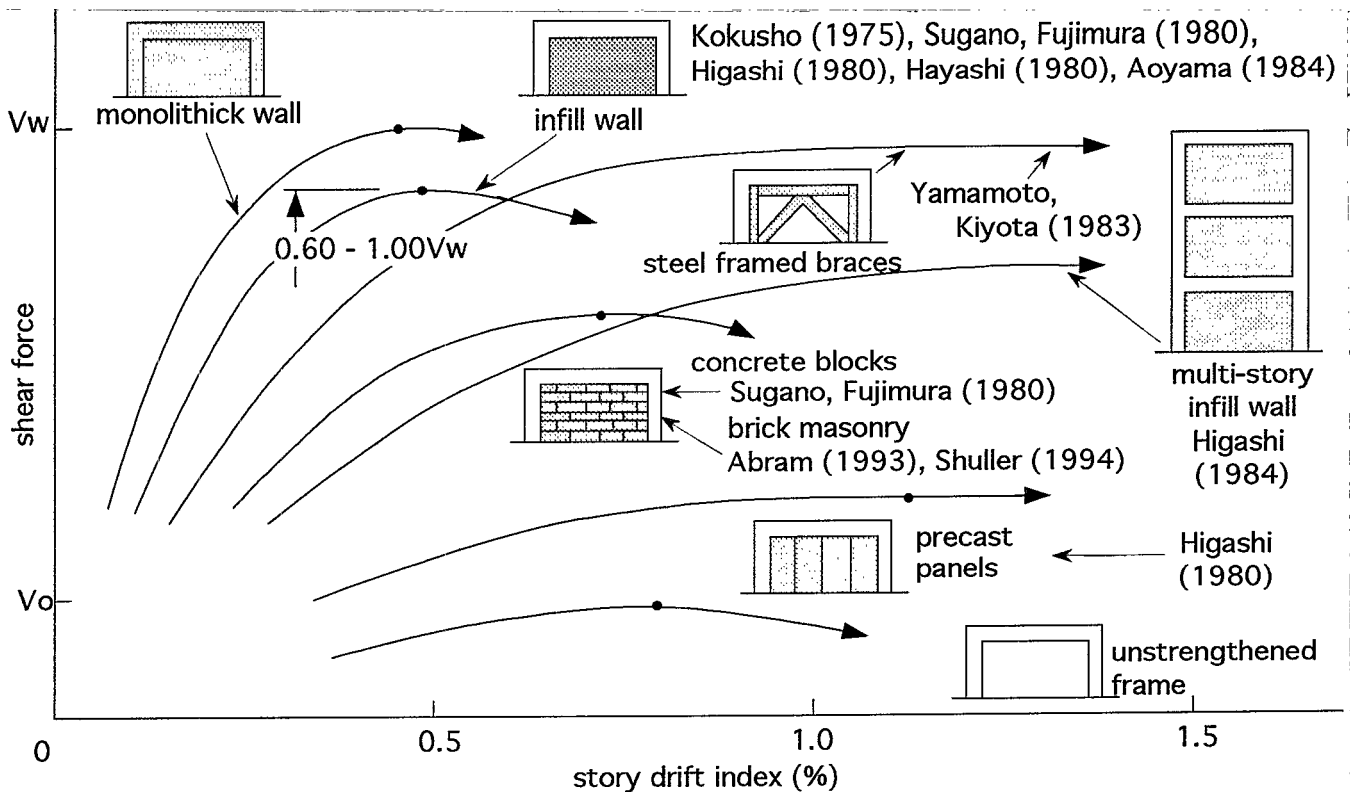 Kokusho (1975), Sugano, Fujimura (1980),
Higashi (1980), Hayashi (1980), Aoyama (1984)
monolithick wall
infill wall
Vw
0.60 - 1.00Vw
Yamamoto,
Kiyota (1983)
steel framed braces
shear force
concrete blocks
Sugano, Fujimura (1980)
brick masonry
Abram (1993), Shuller (1994)
multi-story
infill wall
Higashi
(1984)
precast
panels
Higashi
(1980)
Vo
unstrengthened
frame
0
0.5
1.0
1.5
story drift index (%)